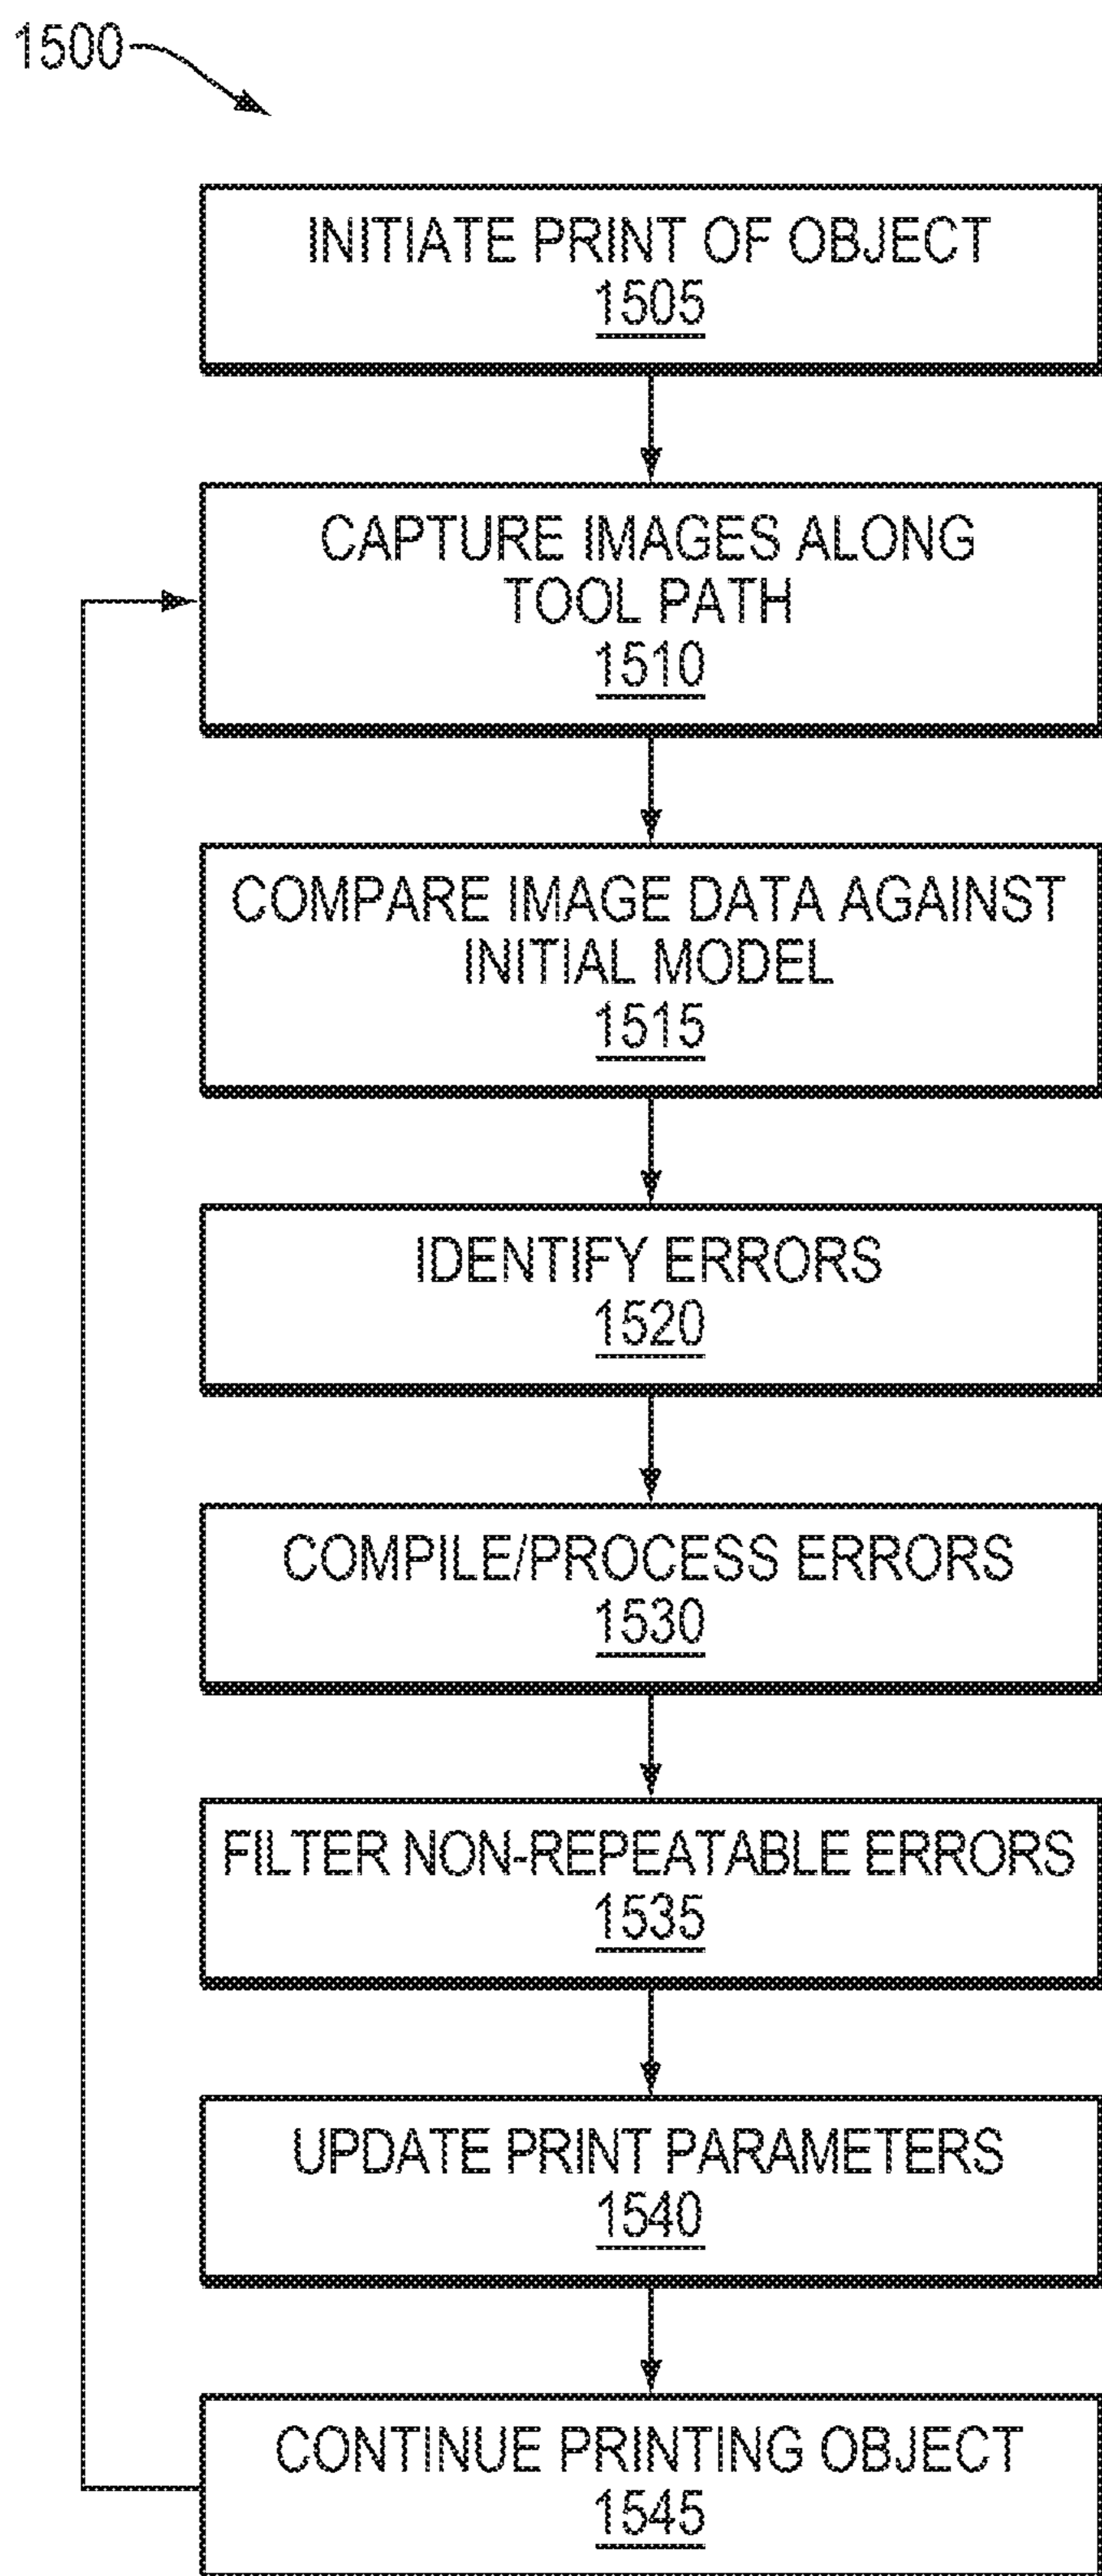 1500
INITIATE PRINT OF OBJECT
1505
CAPTURE IMAGES ALONG
TOOL PATH
1510
COMPARE IMAGE DATA AGAINST
INITIAL MODEL
1515
IDENTIFY ERRORS
1520
COMPILE/PROCESS ERRORS
1530
FILTER NON-REPEATABLE ERRORS
1535
UPDATE PRINT PARAMETERS
1540
CONTINUE PRINTING OBJECT
1545